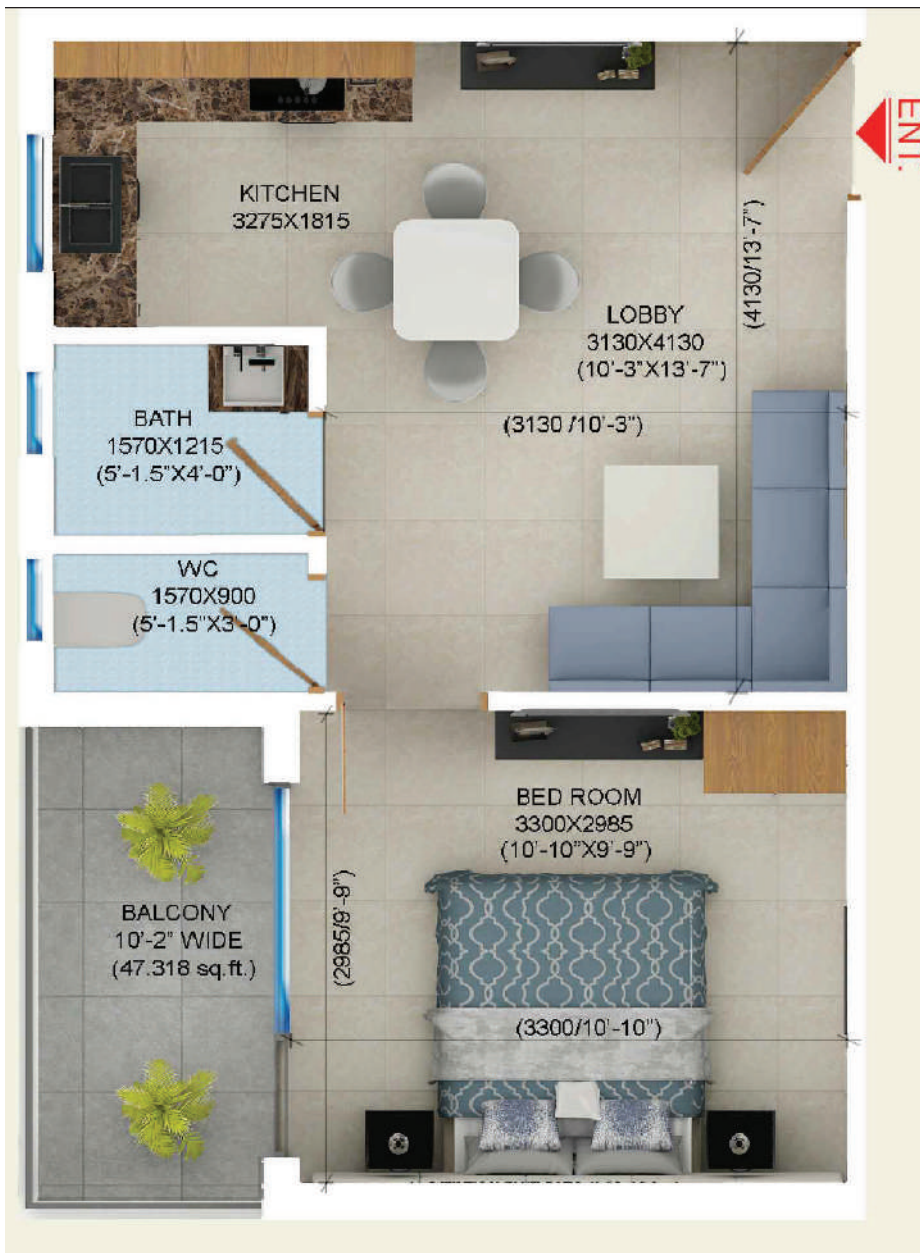 ENT.
KITCHEN
3275X1815
(4130/13'-7")
LOBBY
3130X4130
(10'-3"X13'-7")
(3130 /10'-3")
BATH
1570X1215
(5'-1.5"X4'-0")
WC
1570X900
(5'-1.5"X3'-0")
BED ROOM
3300X2985
(10'-10"X9'-9")
(2985/9'-9")
BALCONY
10'-2" WIDE
(47.318 sq.ft.)
(3300/10'-10")